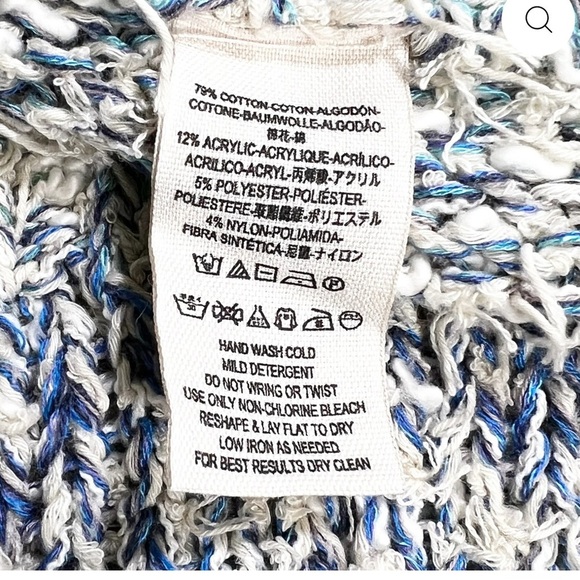 79% COTTON-COTON-ALGODÓN-
COTONE-BAUMWOLLE-ALGODÃO-
棉花-綿
12% ACRYLIC-ACRYLIQUE-ACRÍLICO-
ACRILICO-ACRYL-丙烯酸-アクリル
5% POLYESTER-POLIÉSTER-
POLIESTERE-聚酯纖維-ポリエステル
4% NYLON-POLIAMIDA-
FIBRA SINTÉTICA-尼龍-ナイロン
HAND WASH COLD
MILD DETERGENT
DO NOT WRING OR TWIST
USE ONLY NON-CHLORINE BLEACH
RESHAPE & LAY FLAT TO DRY
LOW IRON AS NEEDED
FOR BEST RESULTS DRY CLEAN